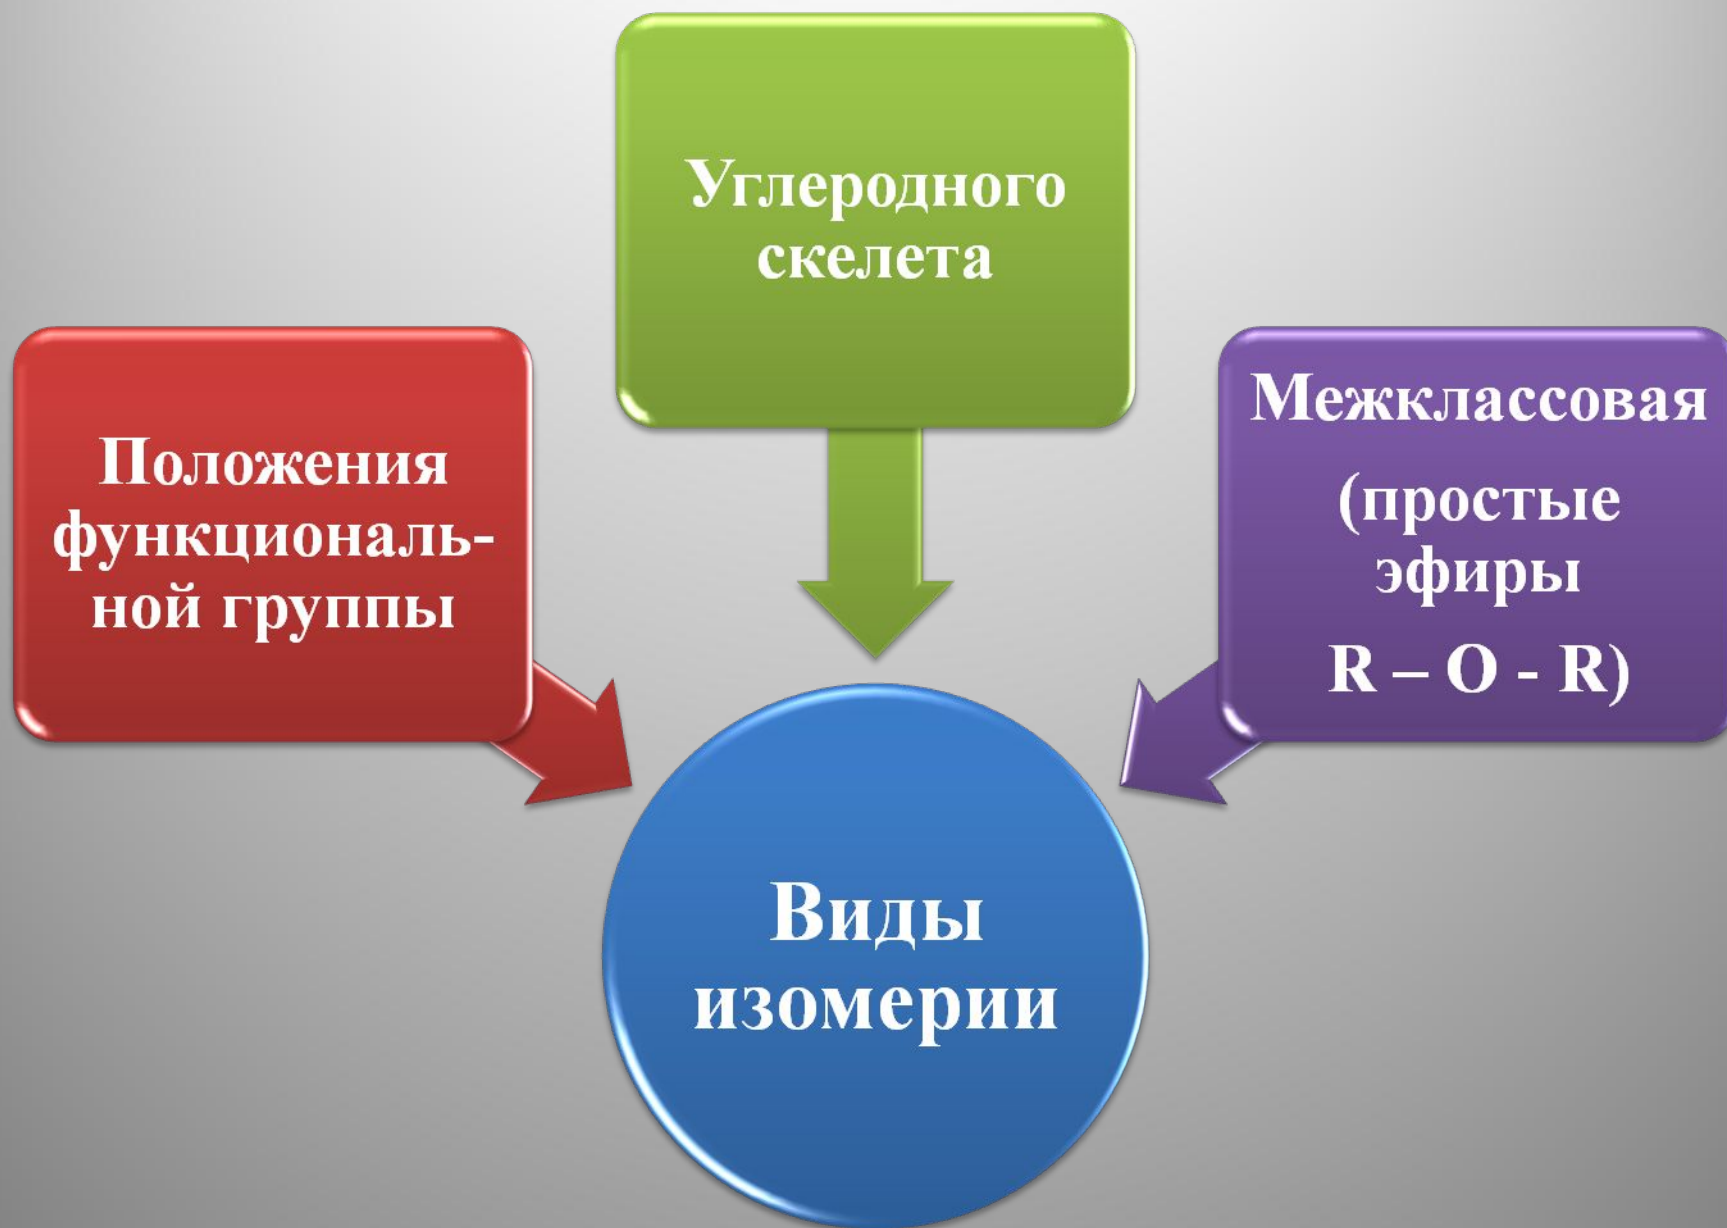 Углеродного
скелета
Положения
функциональ-
ной группы
Межклассовая
(простые
эфиры
R – O - R)
Виды
изомерии